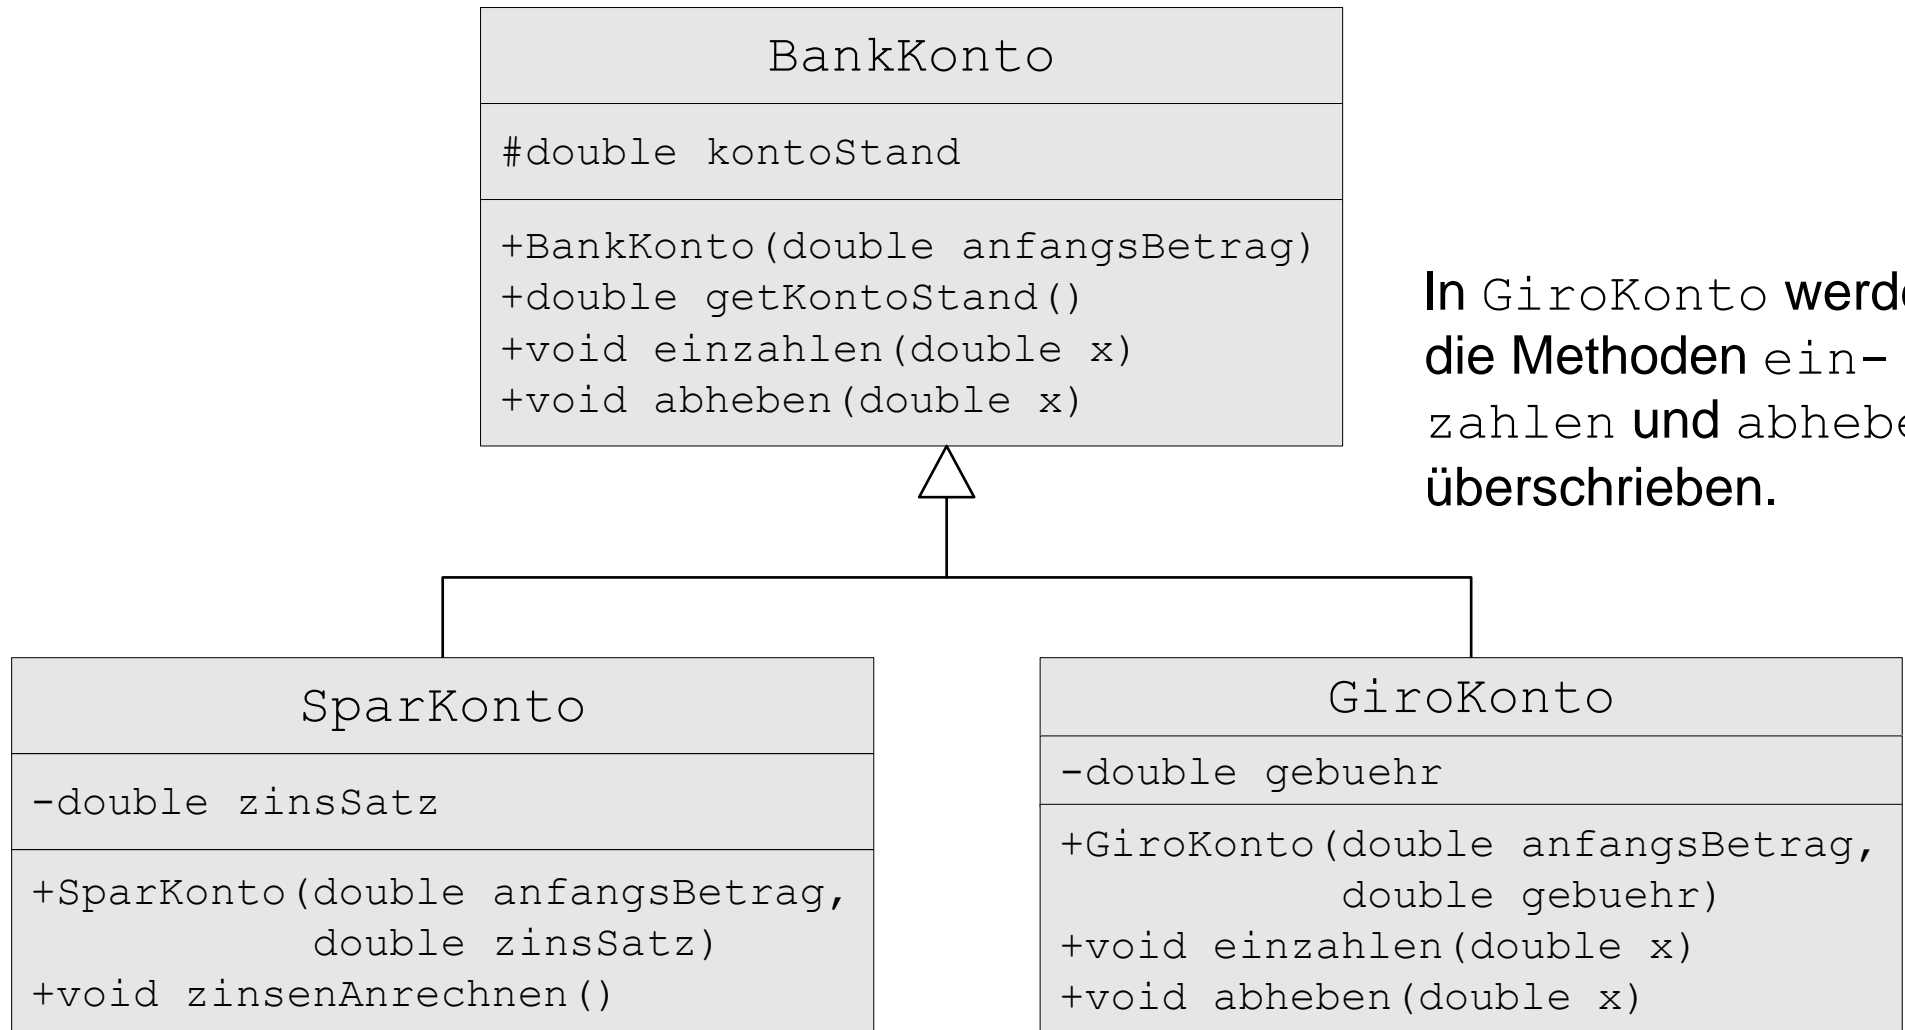 BankKonto
#double kontoStand
+BankKonto(double anfangsBetrag)
+double getKontoStand()
+void einzahlen(double x)
+void abheben(double x)
In GiroKonto werde
die Methoden ein-
zahlen und abhebe
überschrieben.
SparKonto
-double zinsSatz
+SparKonto(double anfangsBetrag,
double zinsSatz)
+void zinsenAnrechnen()
GiroKonto
-double gebuehr
+GiroKonto(double anfangsBetrag,
double gebuehr)
+void einzahlen(double x)
+void abheben(double x)